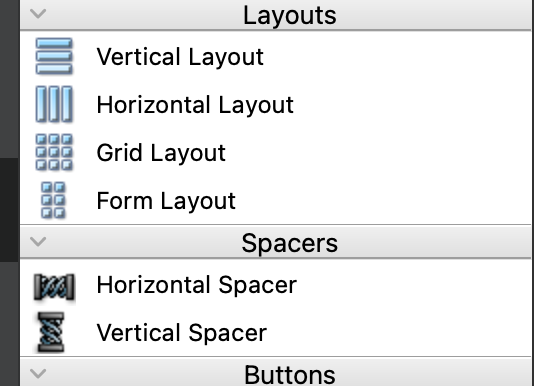 Layouts
Vertical Layout
Horizontal Layout
Grid Layout
Form Layout
Spacers
Horizontal Spacer
Vertical Spacer
Buttons